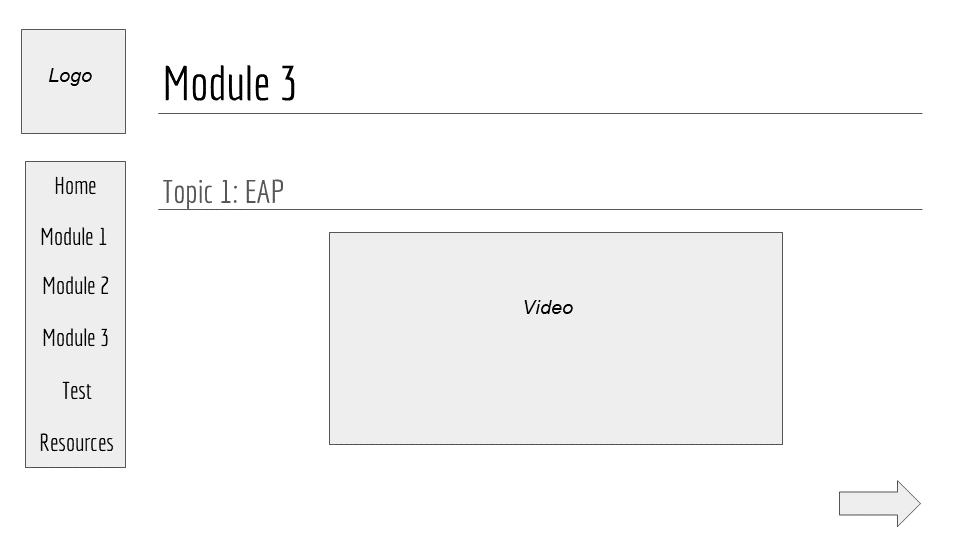 Logo
Module 3
Home
Module 1
Module 2
Module 3
Test
Resources
Topic 1: EAP
Video